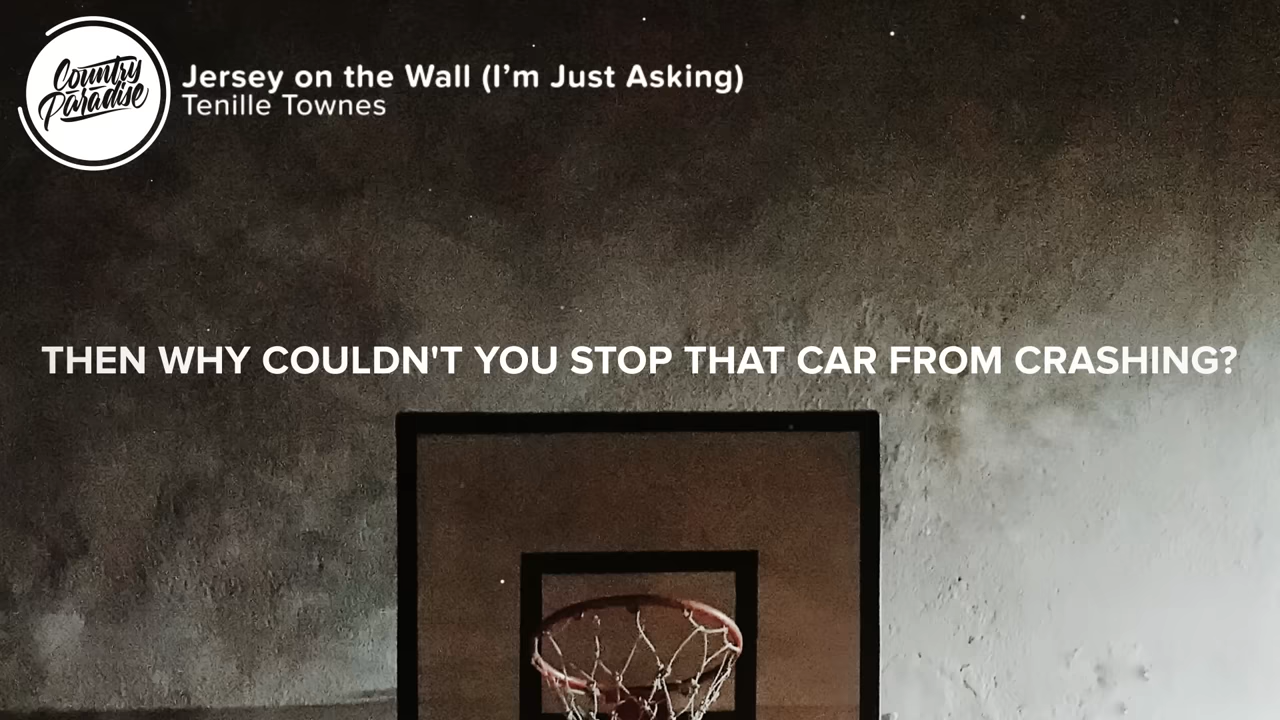 Country
Paradise
Jersey on the Wall (I'm Just Asking)
Tenille Townes
THEN WHY COULDN'T YOU STOP THAT CAR FROM CRASHING?